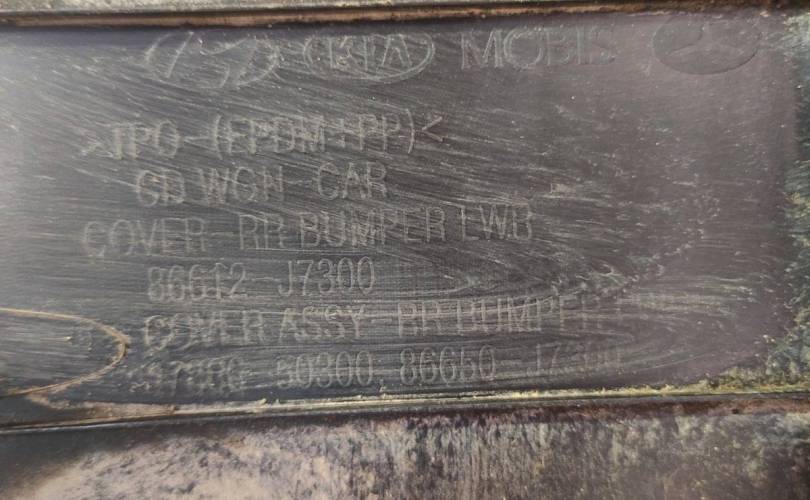 KIA MOBIS
>TPO-(EPDM+PP)<
CD WGN-CAR
COVER-RR BUMPER LWR
86612-J7300
COVER ASSY-RR BUMPER
86650-J7300